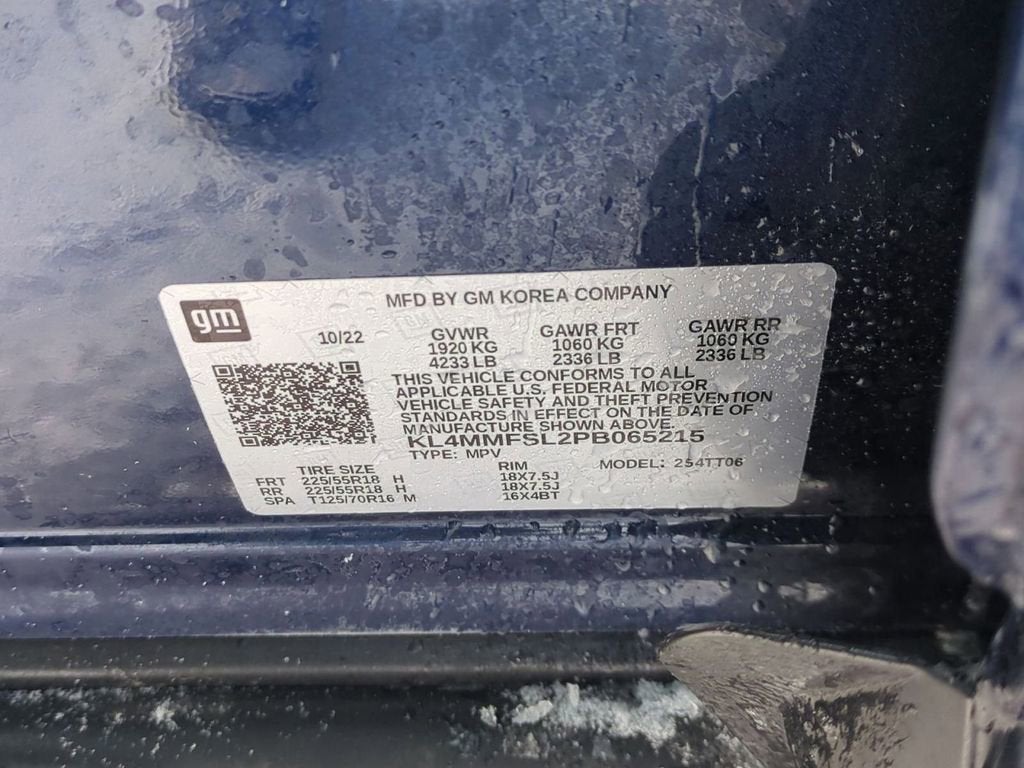 MFD BY GM KOREA COMPANY
gm
10/22 GVWR GAWR FRT GAWR RR
1920 KG 1060 KG 1060 KG
4233 LB 2336 LB 2336 LB
THIS VEHICLE CONFORMS TO ALL
APPLICABLE U.S. FEDERAL MOTOR
VEHICLE SAFETY AND THEFT PREVENTION
STANDARDS IN EFFECT ON THE DATE OF
MANUFACTURE SHOWN ABOVE.
KL4MMFSL2PB065215
TYPE: MPV MODEL: 254TT06
TIRE SIZE RIM
FRT 225/55R18 H 18X7.5J
RR 225/55R18 H 18X7.5J
SPA T125/70R16 M 16X4BT